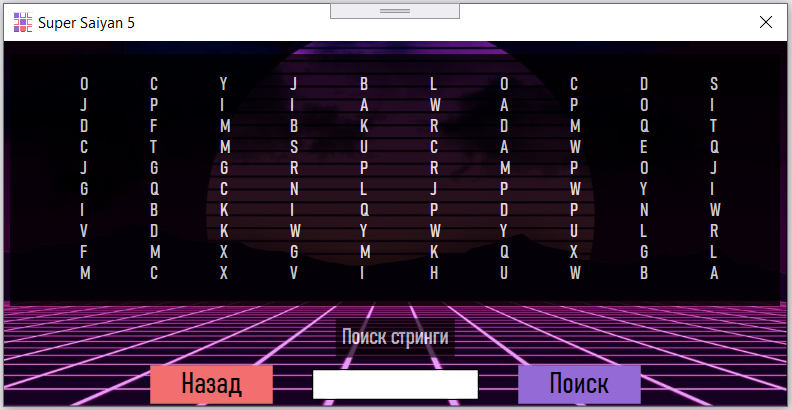 Super Saiyan 5
O C Y J B L O C D S
J P I I A W A P O I
D F M B K R D M Q T
C T M S U C A W E Q
J G G R P R M P O J
G Q C N L J P W Y I
I B K I Q P D P N W
V D K W Y W Y U L R
F M X G M K Q X G L
M C X V I H U W B A
Поиск стринги
Назад
Поиск